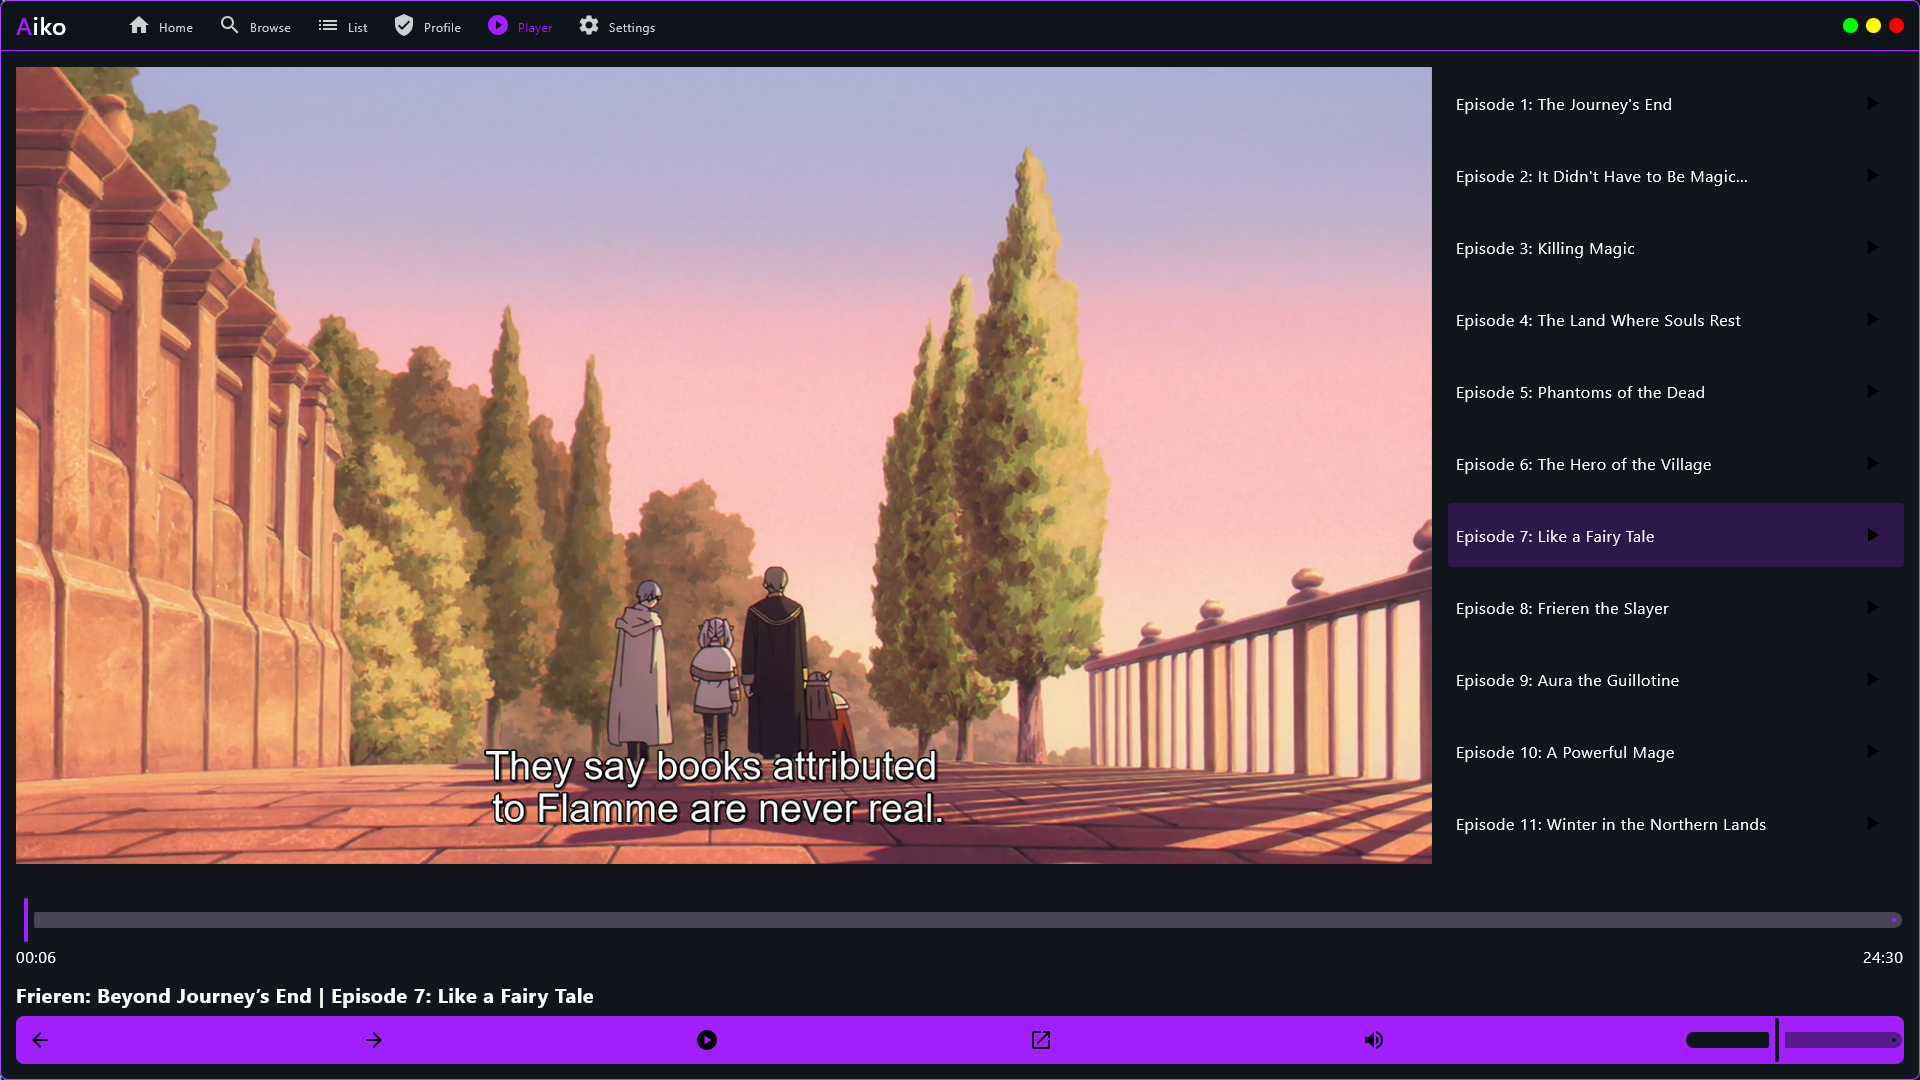 Aiko
Home
Browse
List
Profile
Player
Settings
Episode 1: The Journey's End
Episode 2: It Didn't Have to Be Magic...
Episode 3: Killing Magic
Episode 4: The Land Where Souls Rest
Episode 5: Phantoms of the Dead
Episode 6: The Hero of the Village
Episode 7: Like a Fairy Tale
Episode 8: Frieren the Slayer
Episode 9: Aura the Guillotine
Episode 10: A Powerful Mage
Episode 11: Winter in the Northern Lands
They say books attributed
to Flamme are never real.
00:06
24:30
Frieren: Beyond Journey’s End | Episode 7: Like a Fairy Tale